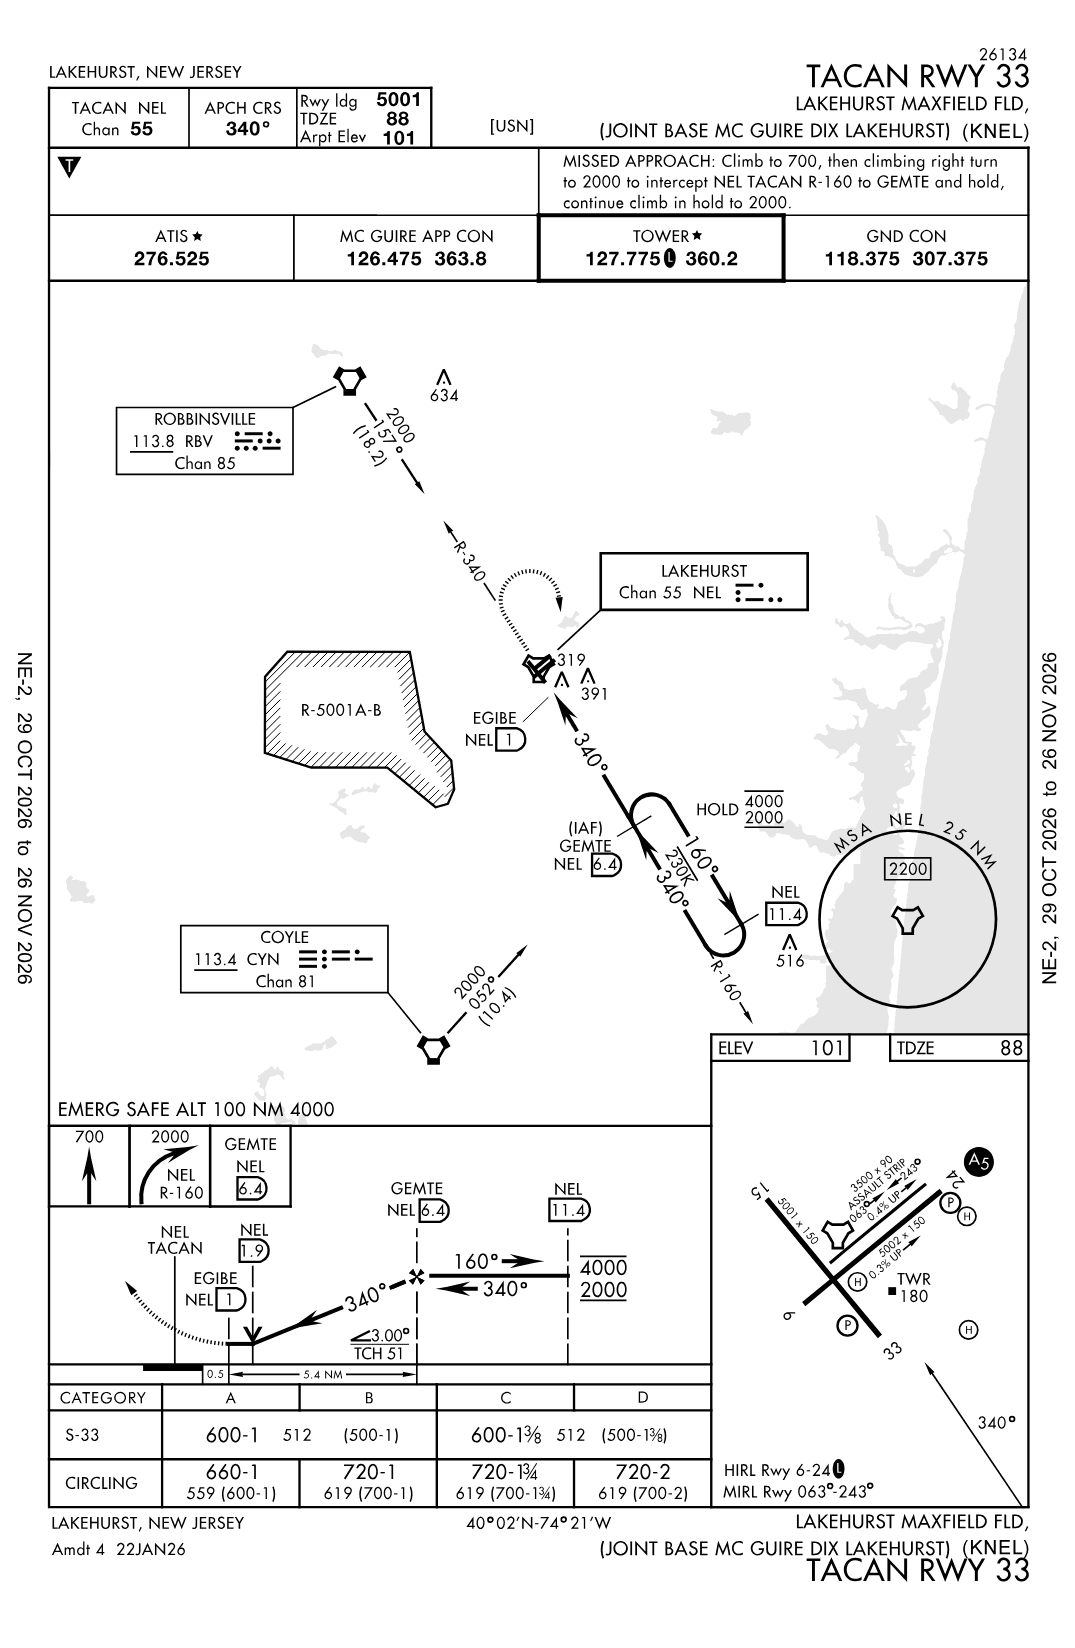 26134
LAKEHURST, NEW JERSEY
TACAN RWY 33
LAKEHURST MAXFIELD FLD,
(JOINT BASE MC GUIRE DIX LAKEHURST) (KNEL)
TACAN NEL
Chan 55
APCH CRS
340°
Rwy ldg 5001
TDZE 88
Arpt Elev 101
[USN]
T
MISSED APPROACH: Climb to 700, then climbing right turn
to 2000 to intercept NEL TACAN R-160 to GEMTE and hold,
continue climb in hold to 2000.
ATIS★
276.525
MC GUIRE APP CON
126.475 363.8
TOWER★
127.775 L 360.2
GND CON
118.375 307.375
634
ROBBINSVILLE
113.8 RBV
Chan 85
2000
157°
(18.2)
R-340
LAKEHURST
Chan 55 NEL
319
391
R-5001A-B
EGIBE
NEL 1
340°
HOLD 4000
2000
(IAF)
GEMTE
NEL 6.4
160°
230K
340°
NEL
11.4
516
R-160
MSA NEL 25 NM
2200
COYLE
113.4 CYN
Chan 81
2000
052°
(10.4)
EMERG SAFE ALT 100 NM 4000
ELEV 101
TDZE 88
700
2000
NEL
R-160
GEMTE
NEL
6.4
NEL
TACAN
NEL
1.9
EGIBE
NEL 1
GEMTE
NEL 6.4
NEL
11.4
160°
340°
340°
4000
2000
3.00°
TCH 51
0.5
5.4 NM
A5
15
5001 x 150
3500 x 90
ASSAULT STRIP
063° 243°
0.4% UP
24
P
H
5002 x 150
0.3% UP
H
TWR
180
6
P
33
H
340°
HIRL Rwy 6-24 L
MIRL Rwy 063°-243°
CATEGORY A B C D
S-33 600-1 512 (500-1) 600-1⅜ 512 (500-1⅜)
CIRCLING 660-1 720-1 720-1¾ 720-2
559 (600-1) 619 (700-1) 619 (700-1¾) 619 (700-2)
LAKEHURST, NEW JERSEY
40°02'N-74°21'W
LAKEHURST MAXFIELD FLD,
Amdt 4 22JAN26
(JOINT BASE MC GUIRE DIX LAKEHURST) (KNEL)
TACAN RWY 33
NE-2, 29 OCT 2026 to 26 NOV 2026
NE-2, 29 OCT 2026 to 26 NOV 2026